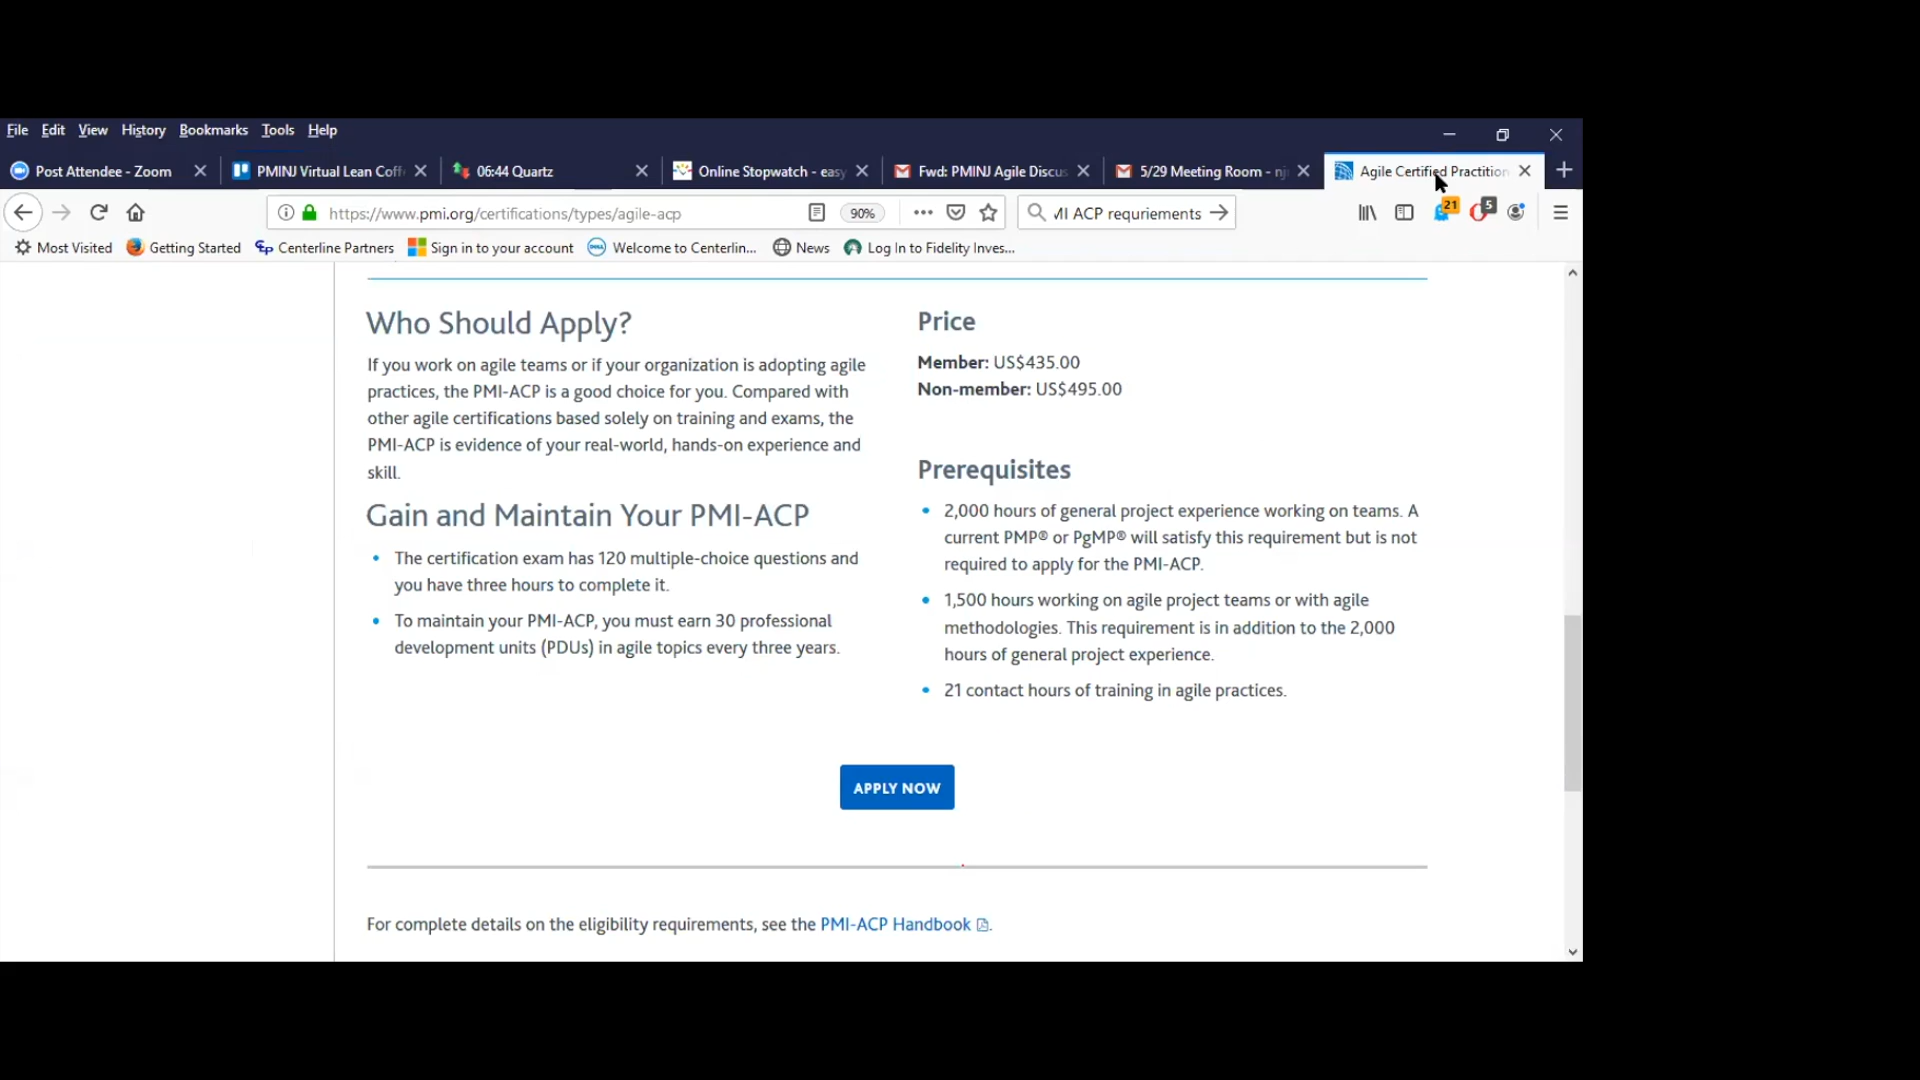 File Edit View History Bookmarks Tools Help
Post Attendee - Zoom PMINJ Virtual Lean Coff 06:44 Quartz Online Stopwatch - easy Fwd: PMINJ Agile Discus 5/29 Meeting Room - nj Agile Certified Practition
https://www.pmi.org/certifications/types/agile-acp 90% ACP requriements 21 5
Most Visited Getting Started Centerline Partners Sign in to your account Welcome to Centerlin... News Log In to Fidelity Inves...
Who Should Apply?
If you work on agile teams or if your organization is adopting agile
practices, the PMI-ACP is a good choice for you. Compared with
other agile certifications based solely on training and exams, the
PMI-ACP is evidence of your real-world, hands-on experience and
skill.
Gain and Maintain Your PMI-ACP
• The certification exam has 120 multiple-choice questions and
you have three hours to complete it.
• To maintain your PMI-ACP, you must earn 30 professional
development units (PDUs) in agile topics every three years.
Price
Member: US$435.00
Non-member: US$495.00
Prerequisites
• 2,000 hours of general project experience working on teams. A
current PMP® or PgMP® will satisfy this requirement but is not
required to apply for the PMI-ACP.
• 1,500 hours working on agile project teams or with agile
methodologies. This requirement is in addition to the 2,000
hours of general project experience.
• 21 contact hours of training in agile practices.
APPLY NOW
For complete details on the eligibility requirements, see the PMI-ACP Handbook.